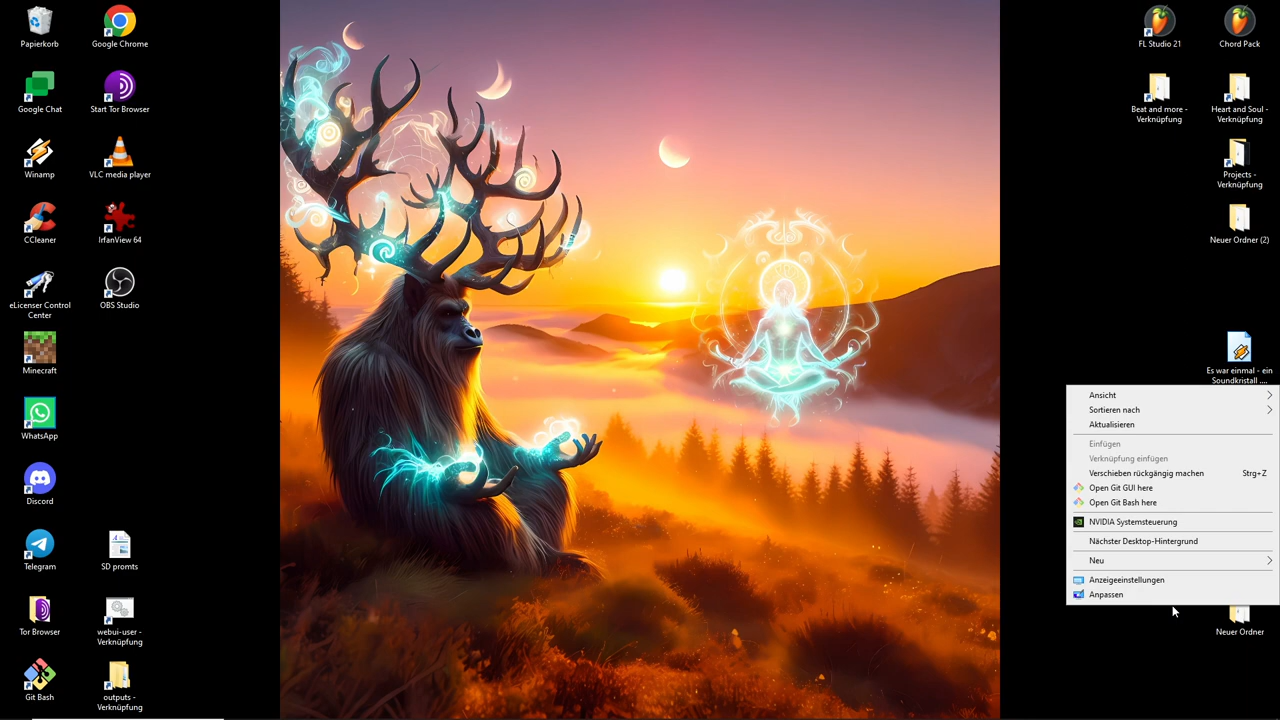 Papierkorb
Google Chrome
Google Chat
Start Tor Browser
Winamp
VLC media player
CCleaner
IrfanView 64
eLicenser Control
Center
OBS Studio
Minecraft
WhatsApp
Discord
Telegram
SD promts
Tor Browser
webui-user -
Verknüpfung
Git Bash
outputs -
Verknüpfung
FL Studio 21
Chord Pack
Beat and more -
Verknüpfung
Heart and Soul -
Verknüpfung
Projects -
Verknüpfung
Neuer Ordner (2)
Es war einmal - ein
Soundkristall ....
Ansicht
Sortieren nach
Aktualisieren
Einfügen
Verknüpfung einfügen
Verschieben rückgängig machen Strg+Z
Open Git GUI here
Open Git Bash here
NVIDIA Systemsteuerung
Nächster Desktop-Hintergrund
Neu
Anzeigeeinstellungen
Anpassen
Neuer Ordner